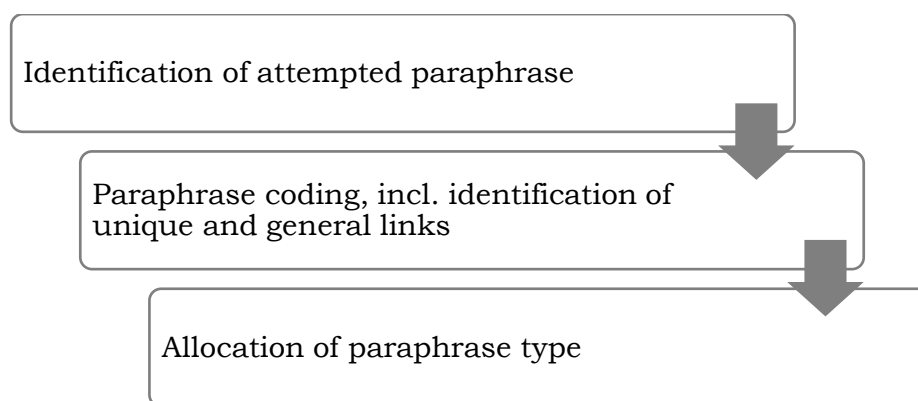 Identification of attempted paraphrase
Paraphrase coding, incl. identification of
unique and general links
Allocation of paraphrase type